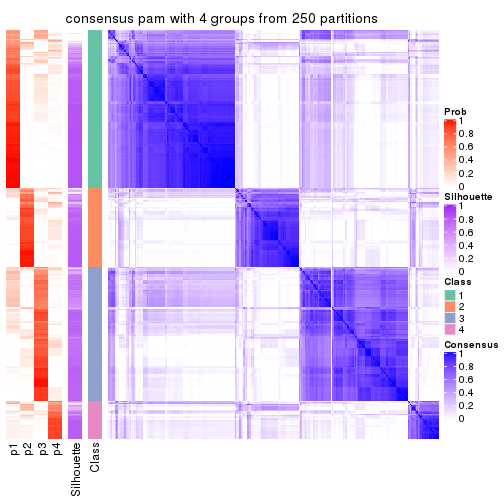 consensus pam with 4 groups from 250 partitions
Prob
1
0.8
0.6
0.4
0.2
0
Silhouette
1
0.8
0.6
0.4
0.2
0
Class
1
2
3
4
Consensus
1
0.8
0.6
0.4
0.2
0
p1
p2
p3
p4
Silhouette
Class